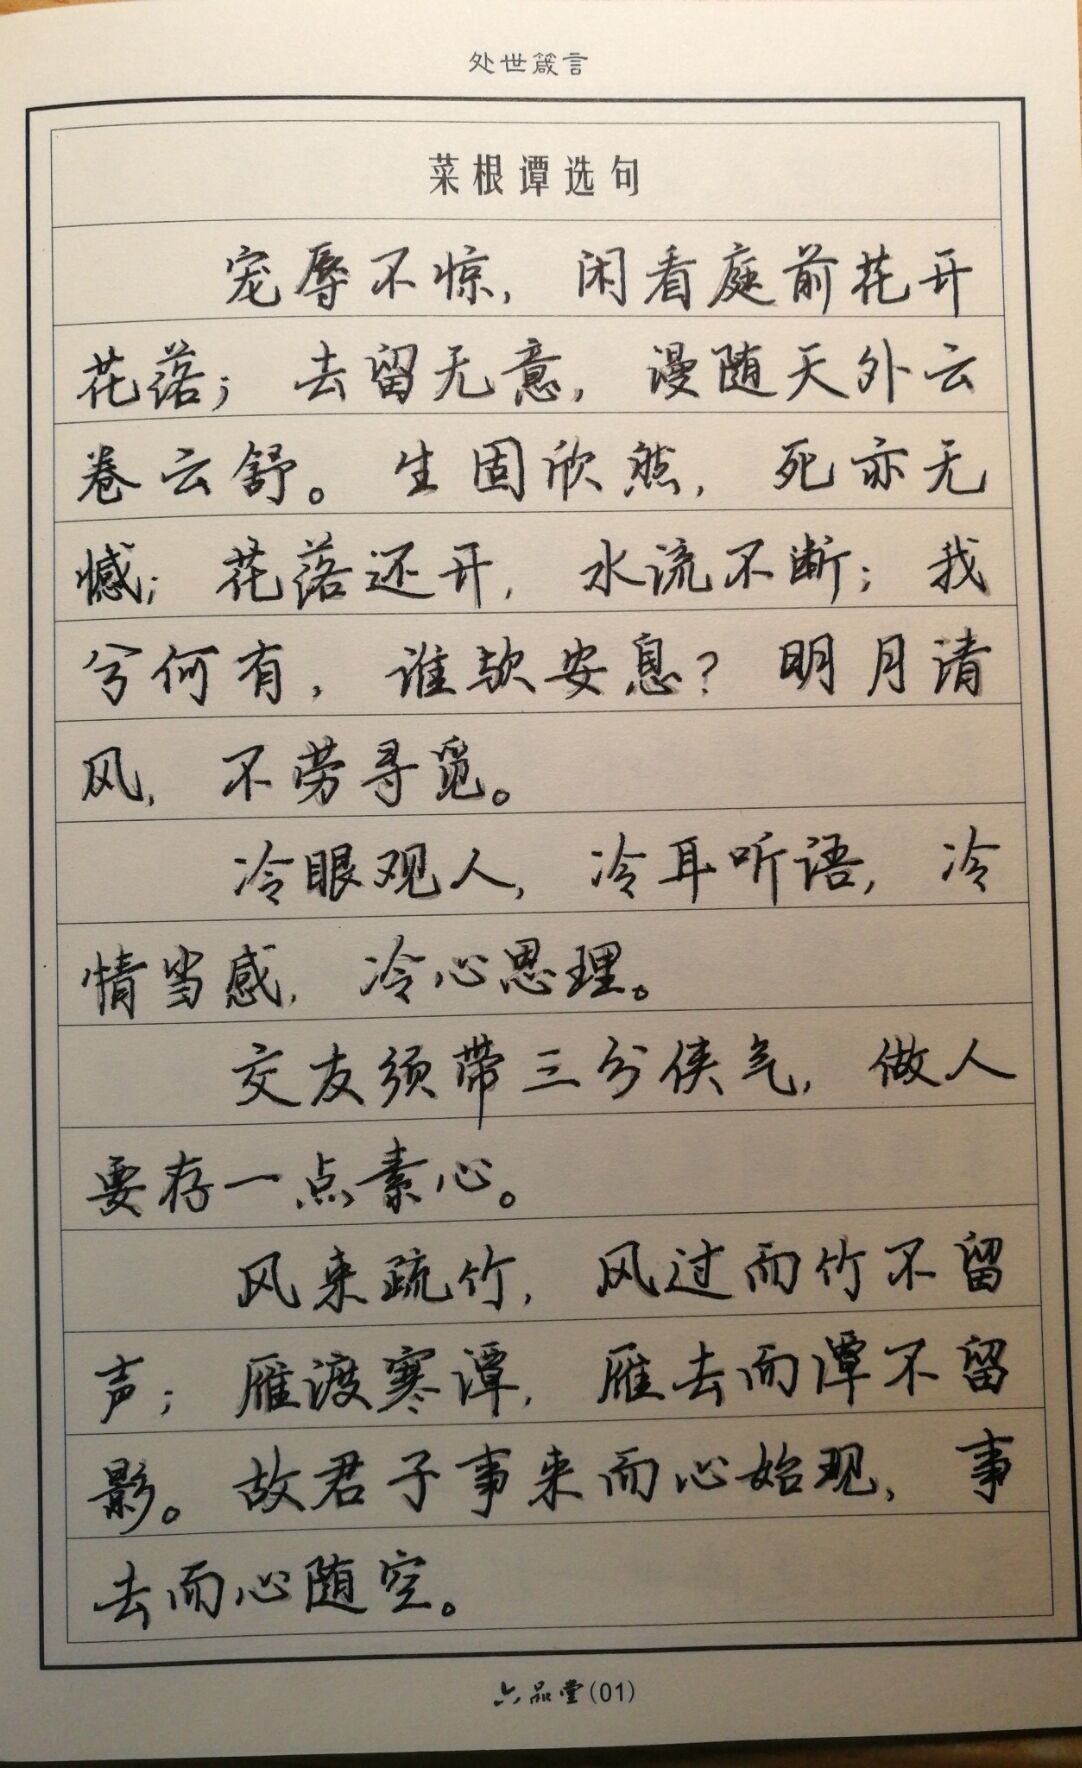 处世箴言
菜根谭选句
宠辱不惊，闲看庭前花开
花落；去留无意，漫随天外云
卷云舒。生固欣然，死亦无
憾；花落还开，水流不断；我
兮何有，谁欤安息？明月清
风，不劳寻觅。
冷眼观人，冷耳听语，冷
情当感，冷心思理。
交友须带三分侠气，做人
要存一点素心。
风来疏竹，风过而竹不留
声；雁渡寒潭，雁去而潭不留
影。故君子事来而心始现，事
去而心随空。
六品堂(01)